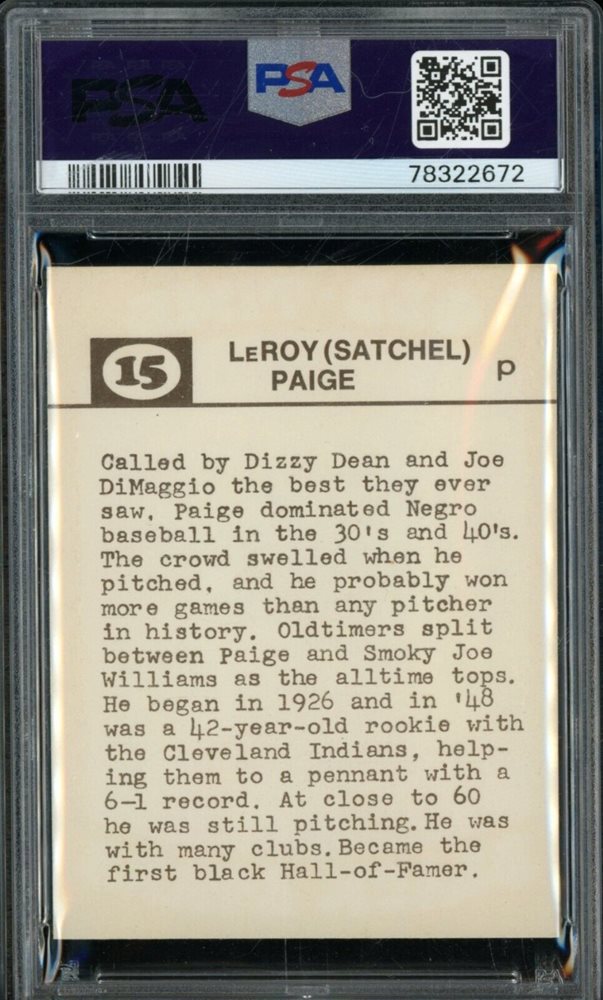 PSA
PSA
78322672
15
LEROY (SATCHEL)
PAIGE
p
Called by Dizzy Dean and Joe
DiMaggio the best they ever
saw, Paige dominated Negro
baseball in the 30's and 40's.
The crowd swelled when he
pitched, and he probably won
more games than any pitcher
in history. Oldtimers split
between Paige and Smoky Joe
Williams as the alltime tops.
He began in 1926 and in '48
was a 42-year-old rookie with
the Cleveland Indians, help-
ing them to a pennant with a
6-1 record. At close to 60
he was still pitching. He was
with many clubs. Became the
first black Hall-of-Famer.